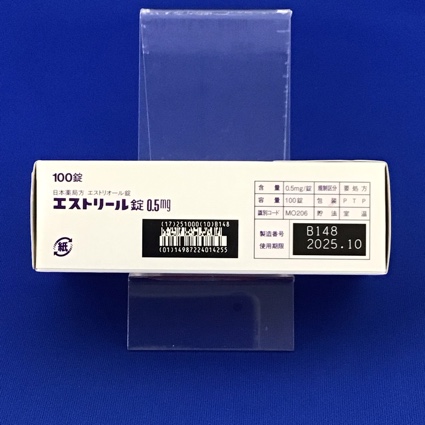 100錠
日本薬局方 エストリオール錠
エストリール錠 0.5mg
紙
(17)251000(10)B148
(01)14987224014255
含量 0.5mg/錠 規制区分 要処方
容量 100錠 包装 PTP
識別コード MO206 貯法 室温
製造番号 B148
使用期限 2025.10